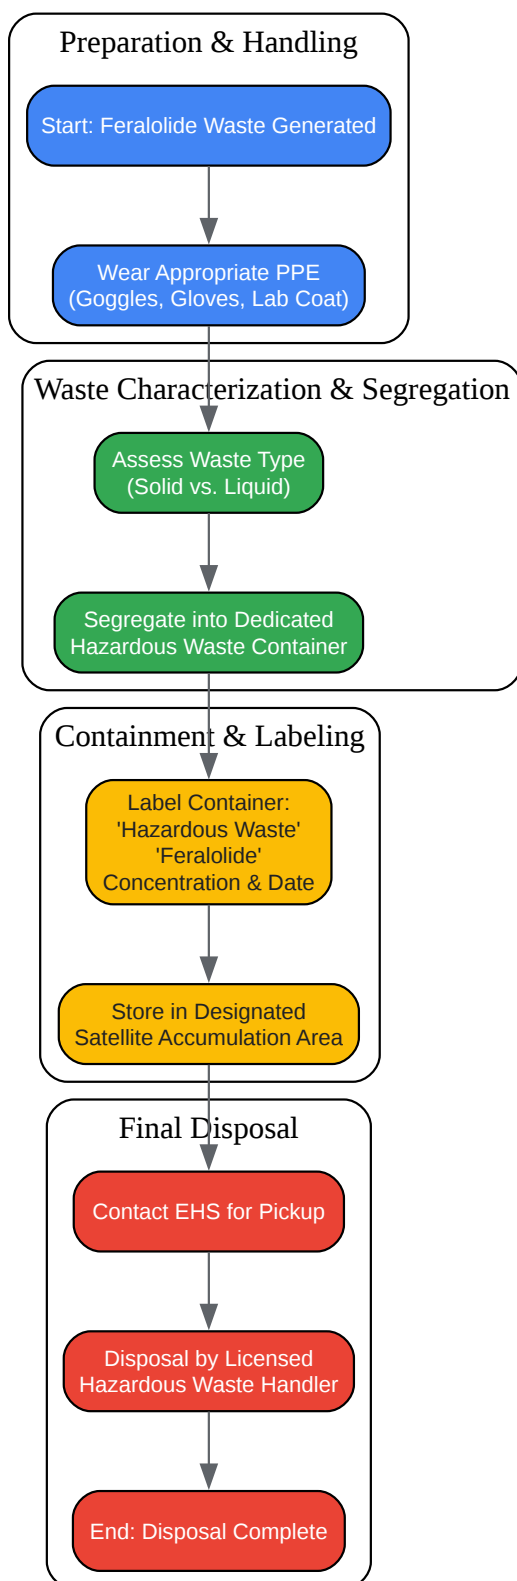 Preparation & Handling
Start: Feralolide Waste Generated
Wear Appropriate PPE
(Goggles, Gloves, Lab Coat)
Waste Characterization & Segregation
Assess Waste Type
(Solid vs. Liquid)
Segregate into Dedicated
Hazardous Waste Container
Containment & Labeling
Label Container:
'Hazardous Waste'
'Feralolide'
Concentration & Date
Store in Designated
Satellite Accumulation Area
Final Disposal
Contact EHS for Pickup
Disposal by Licensed
Hazardous Waste Handler
End: Disposal Complete